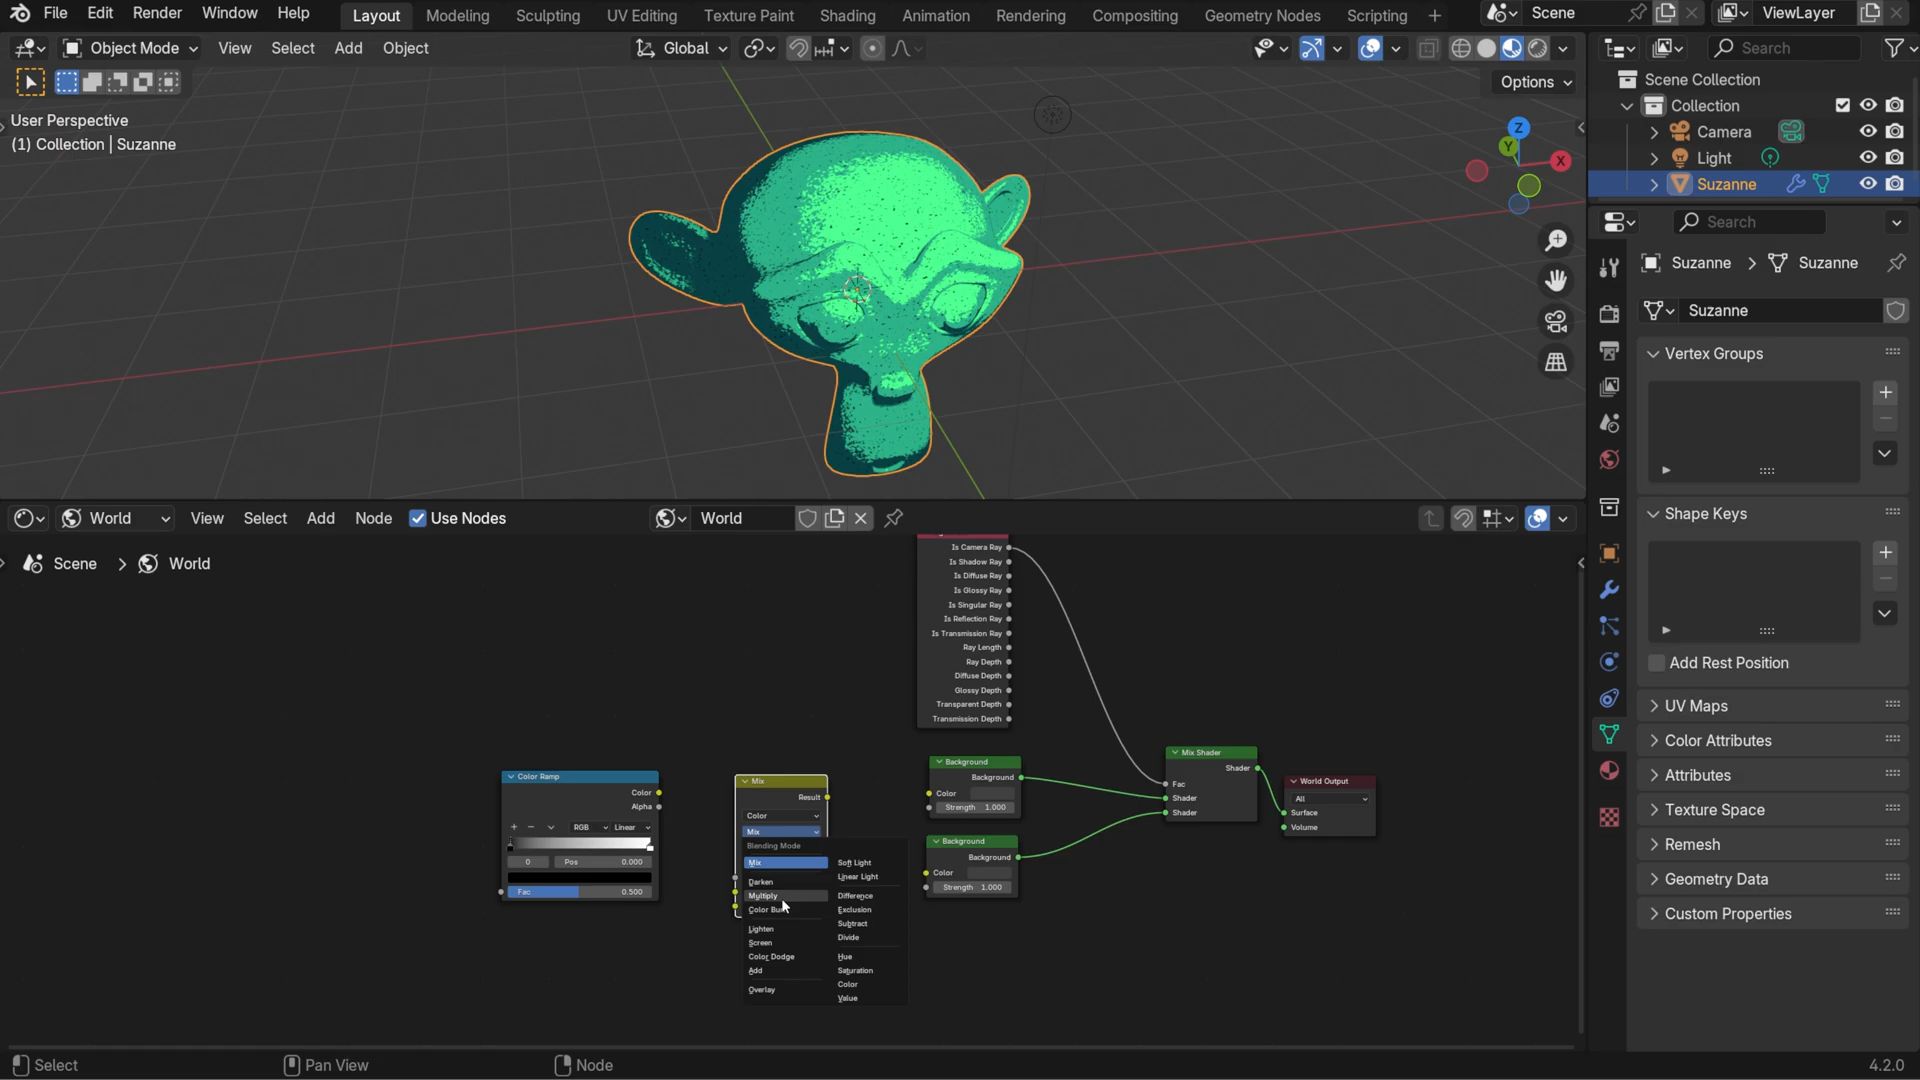 File Edit Render Window Help Layout Modeling Sculpting UV Editing Texture Paint Shading Animation Rendering Compositing Geometry Nodes Scripting + Scene ViewLayer
Object Mode View Select Add Object Global Search
Options
User Perspective
(1) Collection | Suzanne
Z
Y
X
Scene Collection
Collection
Camera
Light
Suzanne
Search
Suzanne > Suzanne
Suzanne
Vertex Groups
Shape Keys
Add Rest Position
UV Maps
Color Attributes
Attributes
Texture Space
Remesh
Geometry Data
Custom Properties
World View Select Add Node Use Nodes World
Scene > World
Is Camera Ray
Is Shadow Ray
Is Diffuse Ray
Is Glossy Ray
Is Singular Ray
Is Reflection Ray
Is Transmission Ray
Ray Length
Ray Depth
Diffuse Depth
Glossy Depth
Transparent Depth
Transmission Depth
Color Ramp
Color
Alpha
RGB Linear
0 Pos 0.000
Fac 0.500
Mix
Result
Color
Mix
Blending Mode
Mix
Darken
Multiply
Lighten
Screen
Color Dodge
Add
Overlay
Soft Light
Linear Light
Difference
Exclusion
Subtract
Divide
Hue
Saturation
Color
Value
Background
Background
Color
Strength 1.000
Background
Background
Color
Strength 1.000
Mix Shader
Shader
Fac
Shader
Shader
World Output
All
Surface
Volume
Select Pan View Node 4.2.0